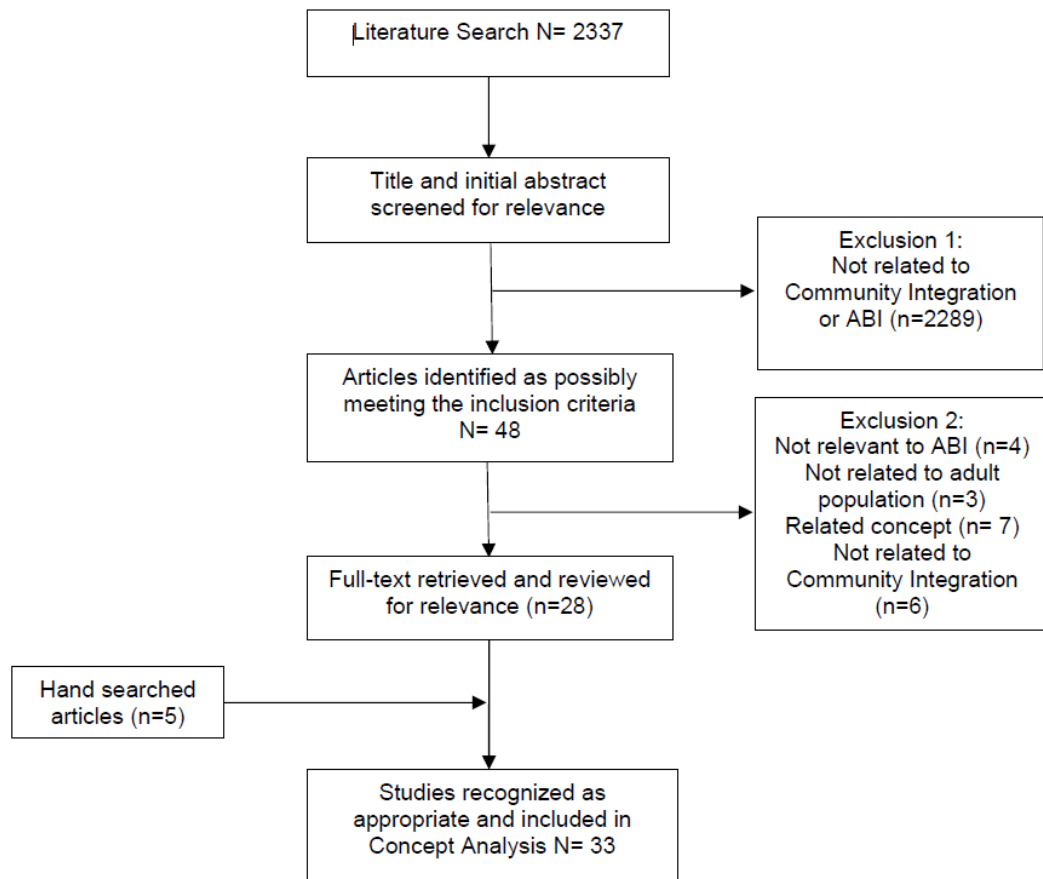 Literature Search N= 2337
Title and initial abstract
screened for relevance
Exclusion 1:
Not related to
Community Integration
or ABI (n=2289)
Articles identified as possibly
meeting the inclusion criteria
N= 48
Exclusion 2:
Not relevant to ABI (n=4)
Not related to adult
population (n=3)
Related concept (n= 7)
Not related to
Community Integration
(n=6)
Full-text retrieved and reviewed
for relevance (n=28)
Hand searched
articles (n=5)
Studies recognized as
appropriate and included in
Concept Analysis N= 33